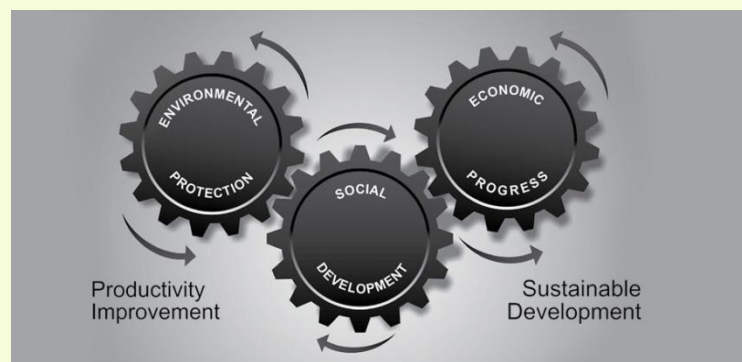 ENVIRONMENTAL
PROTECTION
SOCIAL
DEVELOPMENT
ECONOMIC
PROGRESS
Productivity
Improvement
Sustainable
Development